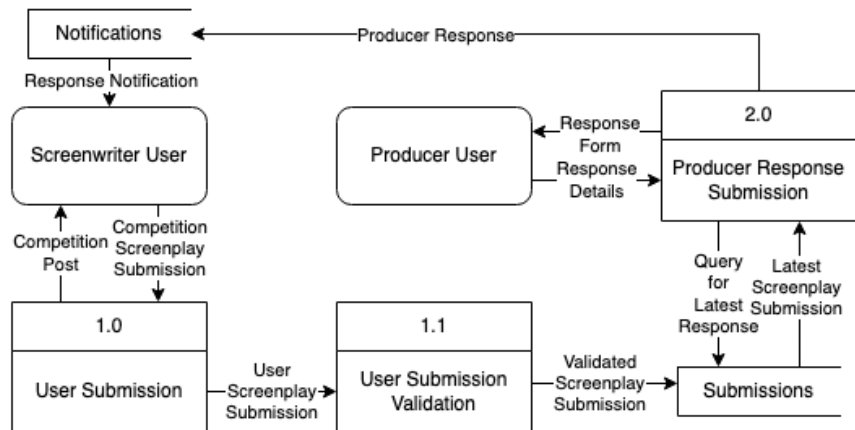 Notifications
Producer Response
Response Notification
2.0
Screenwriter User
Producer User
Response
Form
Response
Details
Producer Response
Submission
Competition
Post
Competition
Screenplay
Submission
Query
for
Latest
Response
Latest
Screenplay
Submission
1.0
1.1
User Submission
User
Screenplay
Submission
User Submission
Validation
Validated
Screenplay
Submission
Submissions